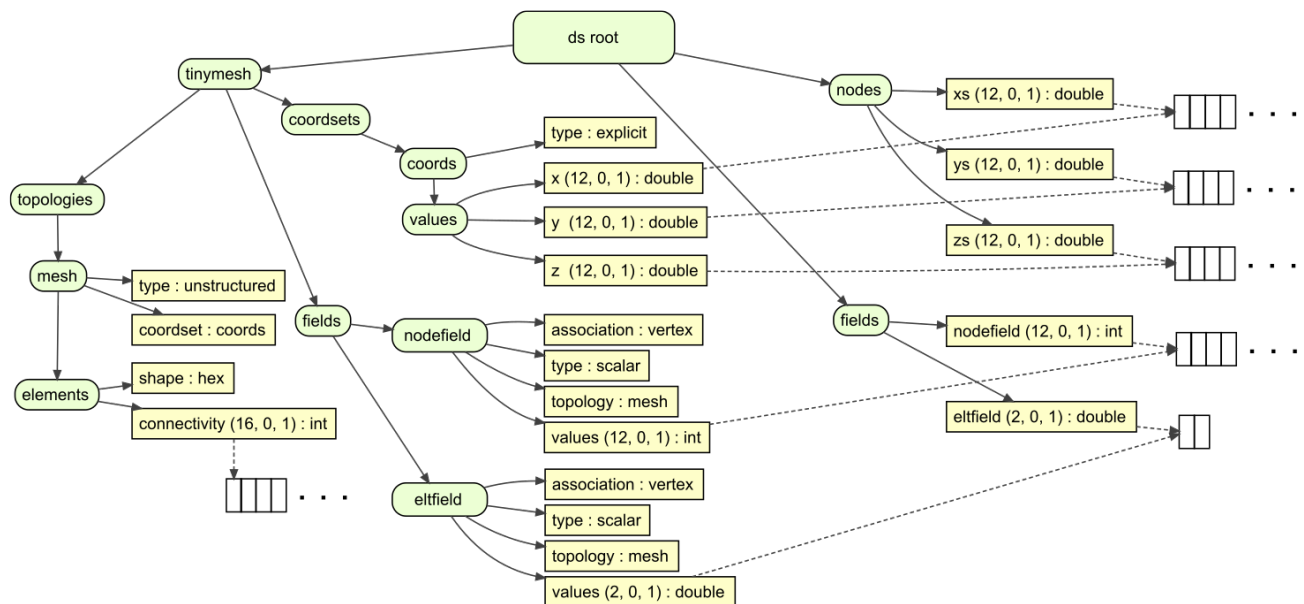 ds root
tinymesh
nodes
xs (12, 0, 1) : double
coordsets
type : explicit
coords
ys (12, 0, 1) : double
x (12, 0, 1) : double
topologies
values
y  (12, 0, 1) : double
zs (12, 0, 1) : double
z  (12, 0, 1) : double
mesh
type : unstructured
coordset : coords
fields
nodefield
association : vertex
fields
nodefield (12, 0, 1) : int
type : scalar
shape : hex
elements
topology : mesh
connectivity (16, 0, 1) : int
values (12, 0, 1) : int
eltfield (2, 0, 1) : double
association : vertex
eltfield
type : scalar
topology : mesh
values (2, 0, 1) : double